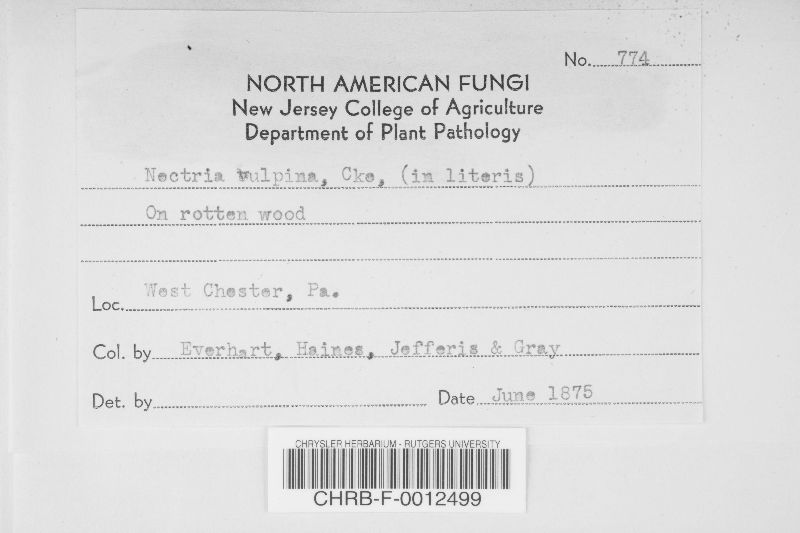 No. 774
NORTH AMERICAN FUNGI
New Jersey College of Agriculture
Department of Plant Pathology
Nectria vulpina, Cke, (in literis)
On rotten wood
Loc. West Chester, Pa.
Col. by Everhart, Haines, Jefferis & Gray
Det. by Date June 1875
CHRYSLER HERBARIUM - RUTGERS UNIVERSITY
CHRB-F-0012499